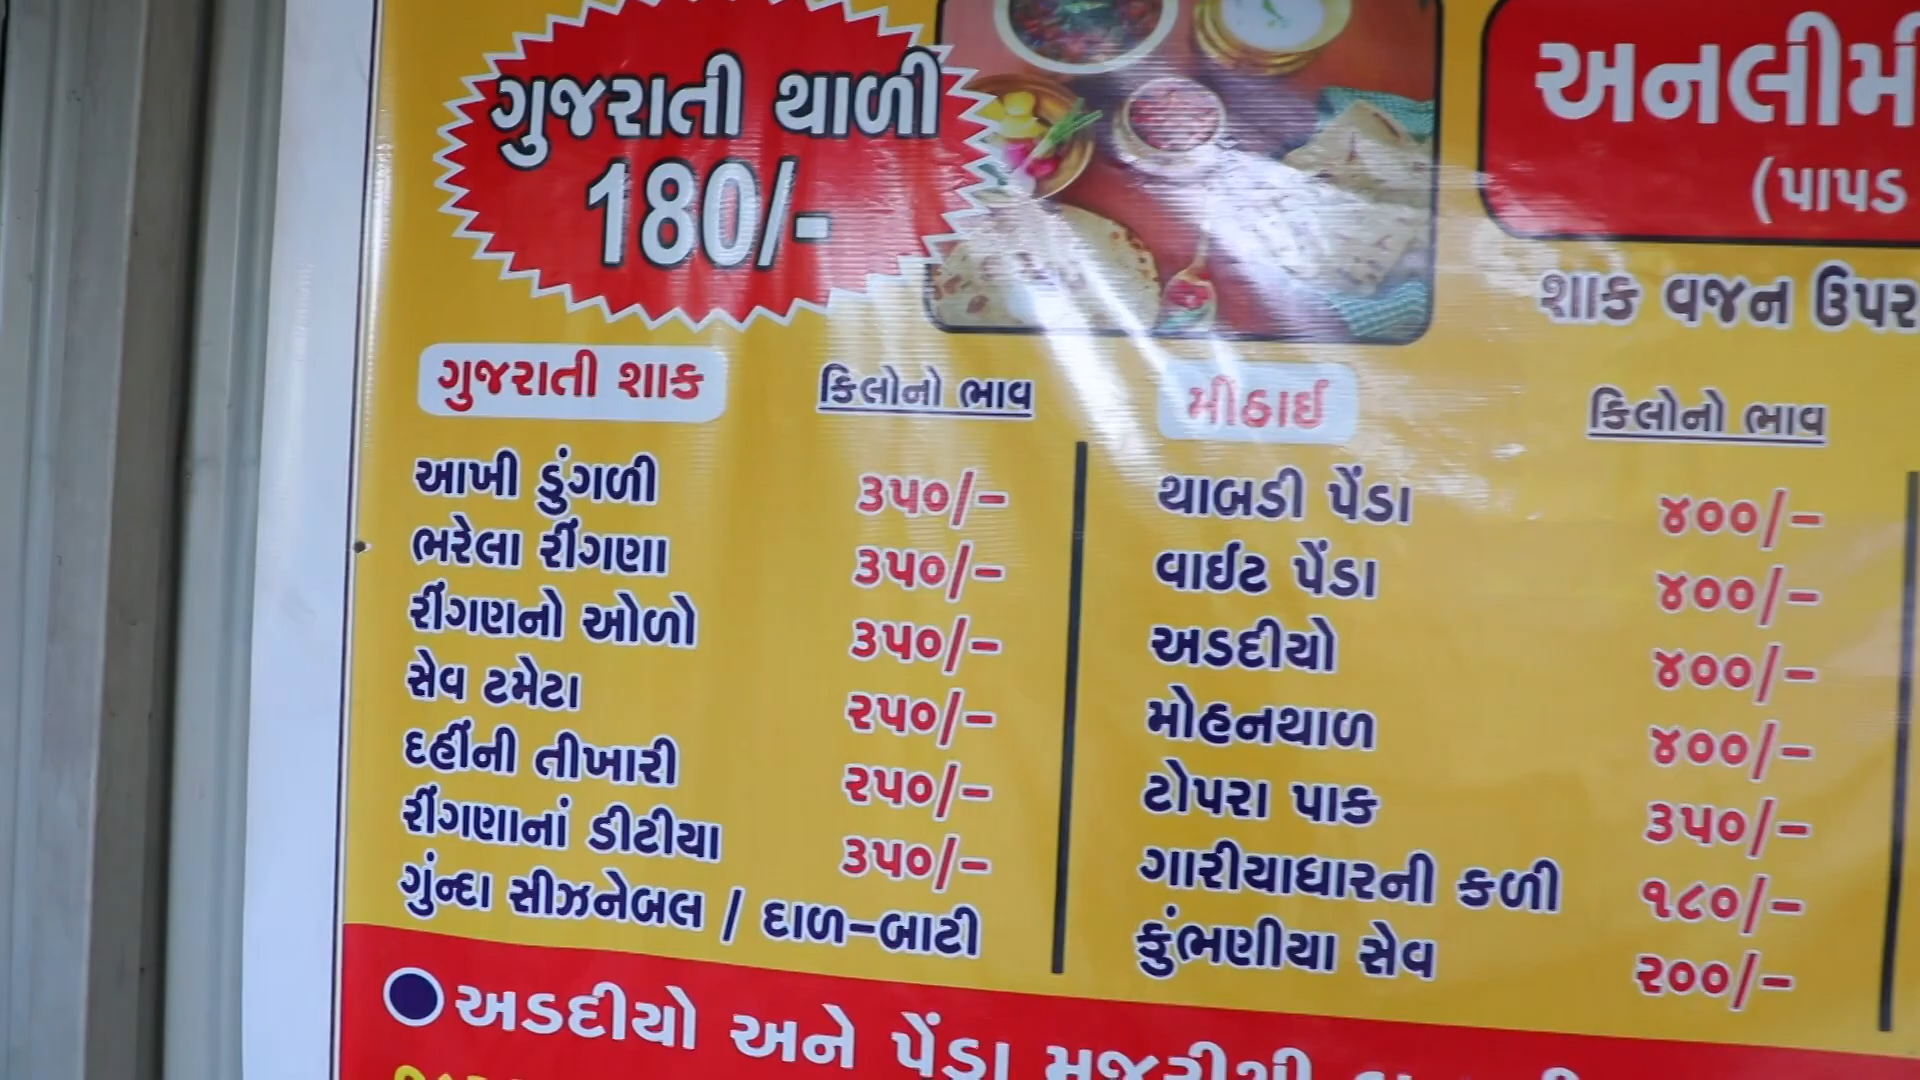 ગુજરાતી થાળી
180/-
(પાપડ
શાક વજન ઉપર
ગુજરાતી શાક કિલોનો ભાવ
આખી ડુંગળી ૩૫૦/-
ભરેલા રીંગણા ૩૫૦/-
રીંગણનો ઓળો ૩૫૦/-
સેવ ટમેટા ૨૫૦/-
દહીંની તીખારી ૨૫૦/-
રીંગણાનાં ડીટીયા ૩૫૦/-
ગુંન્દા સીઝનેબલ / દાળ-બાટી
મીઠાઈ કિલોનો ભાવ
થાબડી પેંડા ૪૦૦/-
વાઈટ પેંડા ૪૦૦/-
અડદીયો ૪૦૦/-
મોહનથાળ ૪૦૦/-
ટોપરા પાક ૩૫૦/-
ગારીયાધારની કળી ૧૮૦/-
કુંભણીયા સેવ ૨૦૦/-
અડદીયો અને પેંડા